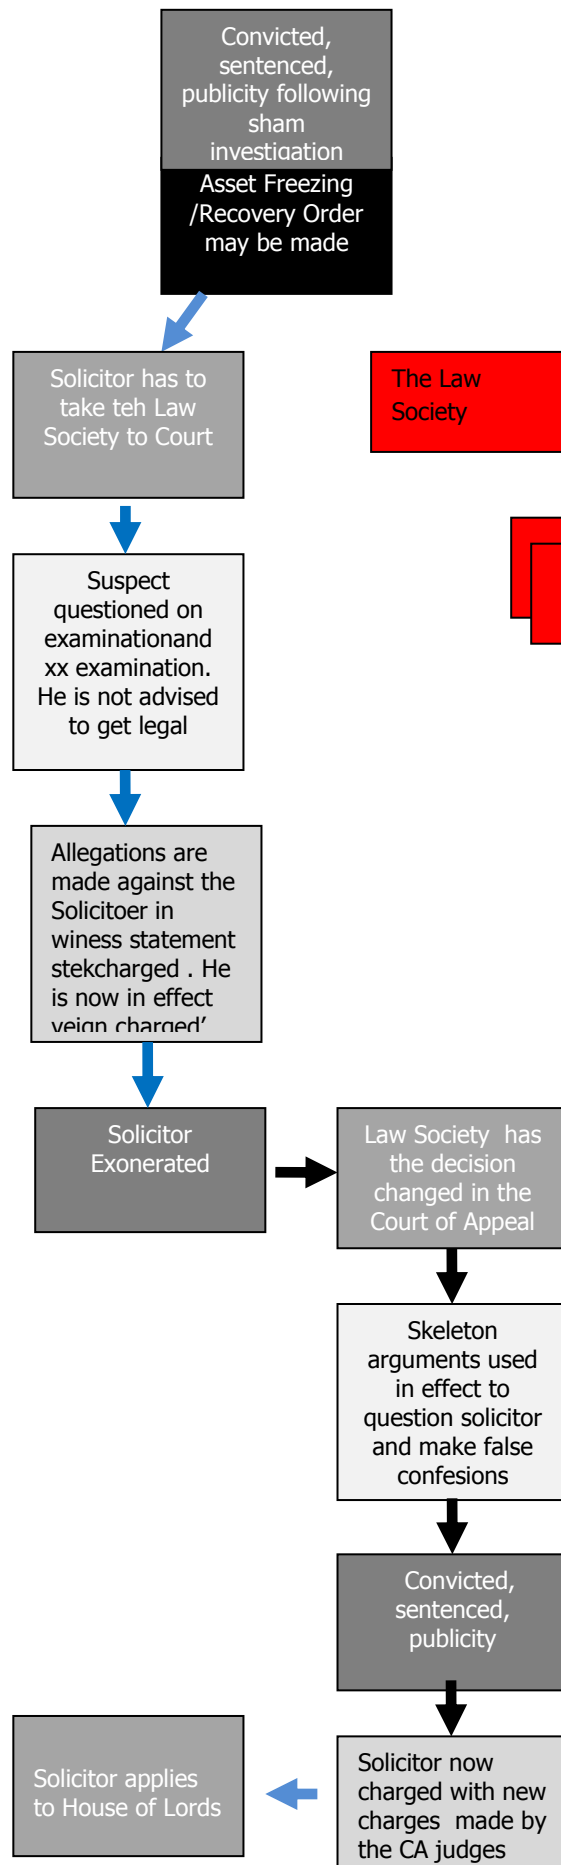 Convicted,
sentenced,
publicity following
sham
investigation
Asset Freezing
/Recovery Order
may be made
Solicitor has to
take teh Law
Society to Court
The Law
Society
Suspect
questioned on
examinationand
xx examination.
He is not advised
to get legal
Allegations are
made against the
Solicitoer in
winess statement
stekcharged . He
is now in effect
veign charged’
Solicitor
Exonerated
Law Society  has
the decision
changed in the
Court of Appeal
Skeleton
arguments used
in effect to
question solicitor
and make false
confesions
Convicted,
sentenced,
publicity
Solicitor applies
to House of Lords
Solicitor now
charged with new
charges  made by
the CA judges